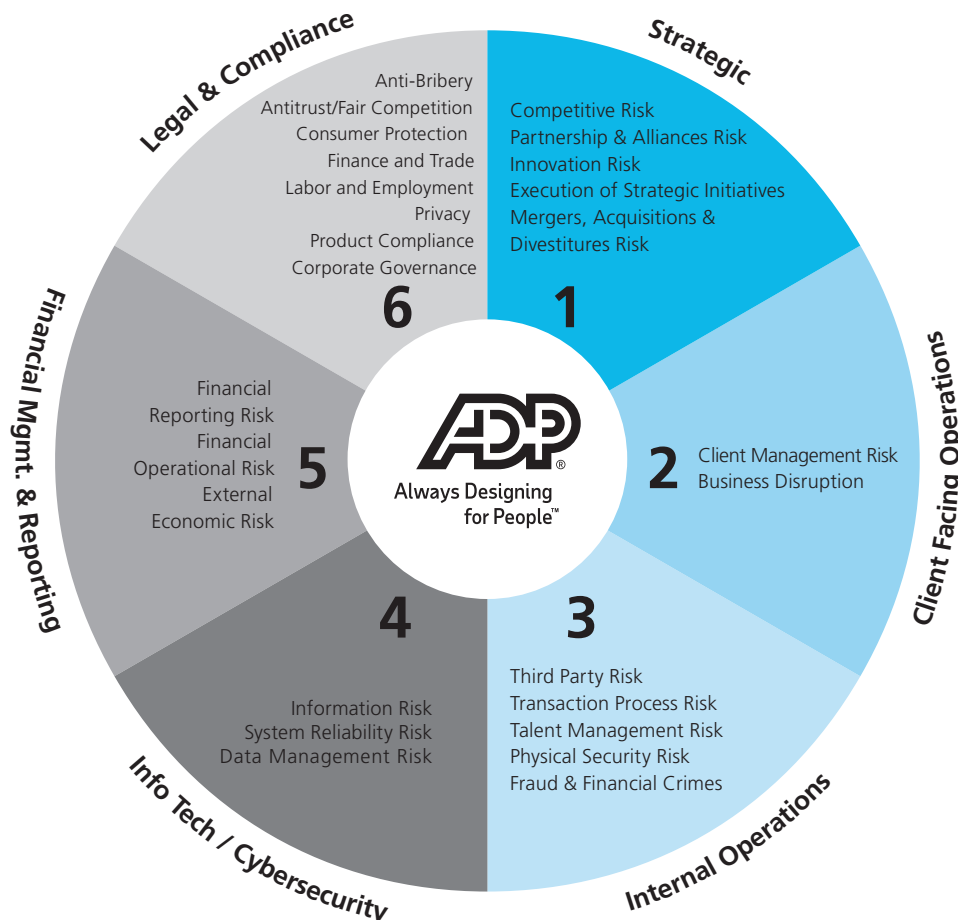 Strategic
Competitive Risk
Partnership & Alliances Risk
Innovation Risk
Execution of Strategic Initiatives
Mergers, Acquisitions &
Divestitures Risk
1
Client Facing Operations
2
Client Management Risk
Business Disruption
Internal Operations
3
Third Party Risk
Transaction Process Risk
Talent Management Risk
Physical Security Risk
Fraud & Financial Crimes
Info Tech / Cybersecurity
4
Information Risk
System Reliability Risk
Data Management Risk
Financial Mgmt. & Reporting
5
Financial
Reporting Risk
Financial
Operational Risk
External
Economic Risk
Legal & Compliance
Anti-Bribery
Antitrust/Fair Competition
Consumer Protection
Finance and Trade
Labor and Employment
Privacy
Product Compliance
Corporate Governance
6
ADP®
Always Designing
for People™